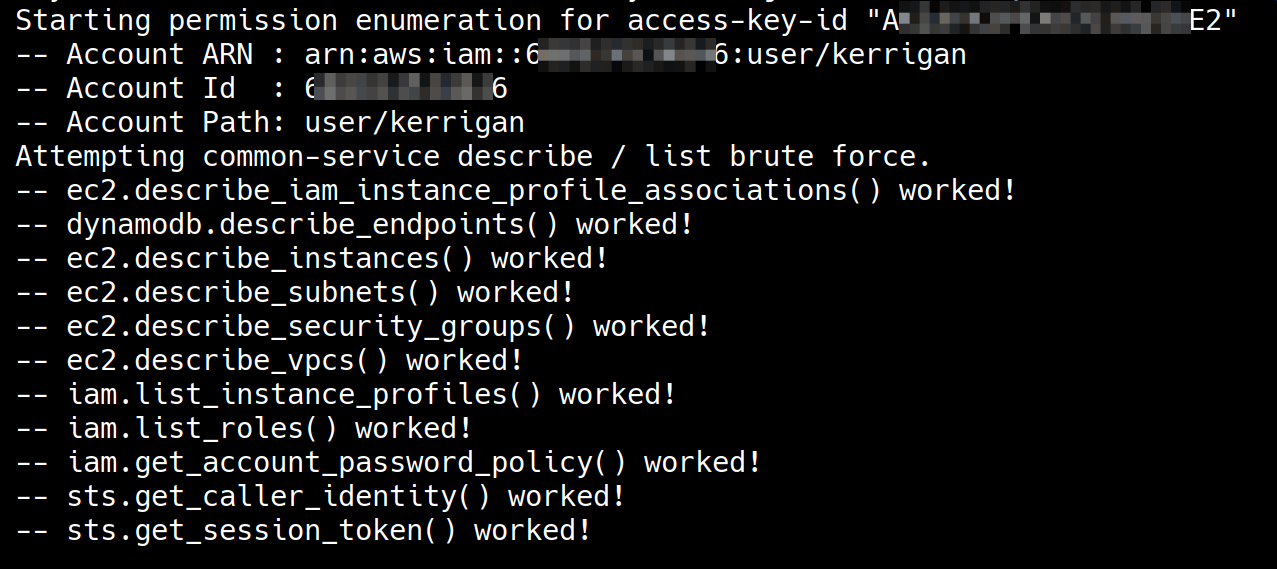 Starting permission enumeration for access-key-id "A E2"
-- Account ARN : arn:aws:iam::6 6:user/kerrigan
-- Account Id  : 6 6
-- Account Path: user/kerrigan
Attempting common-service describe / list brute force.
-- ec2.describe_iam_instance_profile_associations() worked!
-- dynamodb.describe_endpoints() worked!
-- ec2.describe_instances() worked!
-- ec2.describe_subnets() worked!
-- ec2.describe_security_groups() worked!
-- ec2.describe_vpcs() worked!
-- iam.list_instance_profiles() worked!
-- iam.list_roles() worked!
-- iam.get_account_password_policy() worked!
-- sts.get_caller_identity() worked!
-- sts.get_session_token() worked!